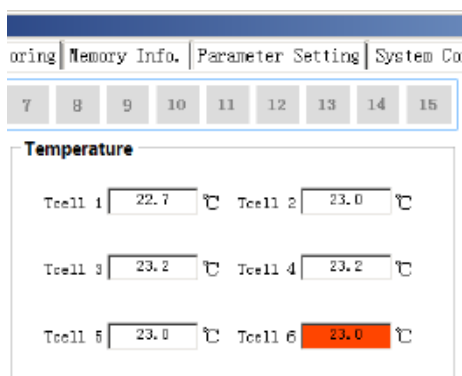 oring Memory Info. Parameter Setting System Co
7 8 9 10 11 12 13 14 15
Temperature
Tcell 1 22.7 ℃ Tcell 2 23.0 ℃
Tcell 3 23.2 ℃ Tcell 4 23.2 ℃
Tcell 5 23.0 ℃ Tcell 6 23.0 ℃